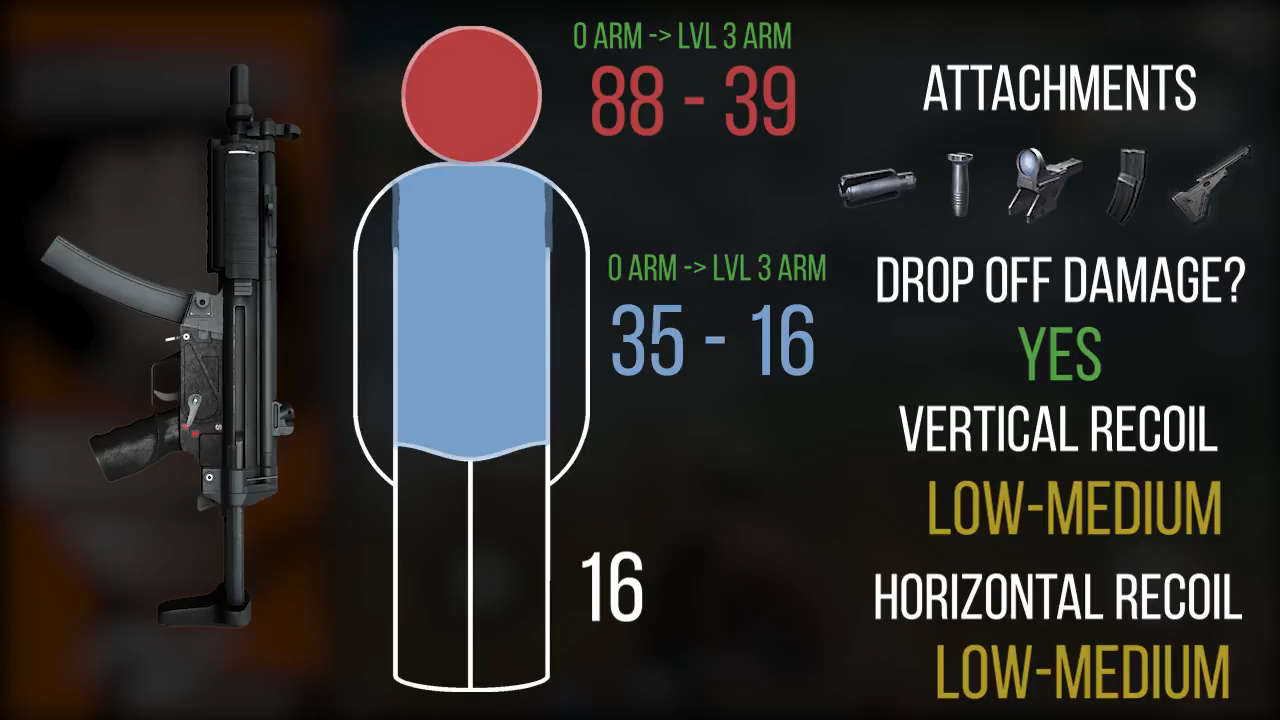 0 ARM -> LVL 3 ARM
88 - 39
ATTACHMENTS
0 ARM -> LVL 3 ARM
35 - 16
DROP OFF DAMAGE?
YES
VERTICAL RECOIL
LOW-MEDIUM
16
HORIZONTAL RECOIL
LOW-MEDIUM